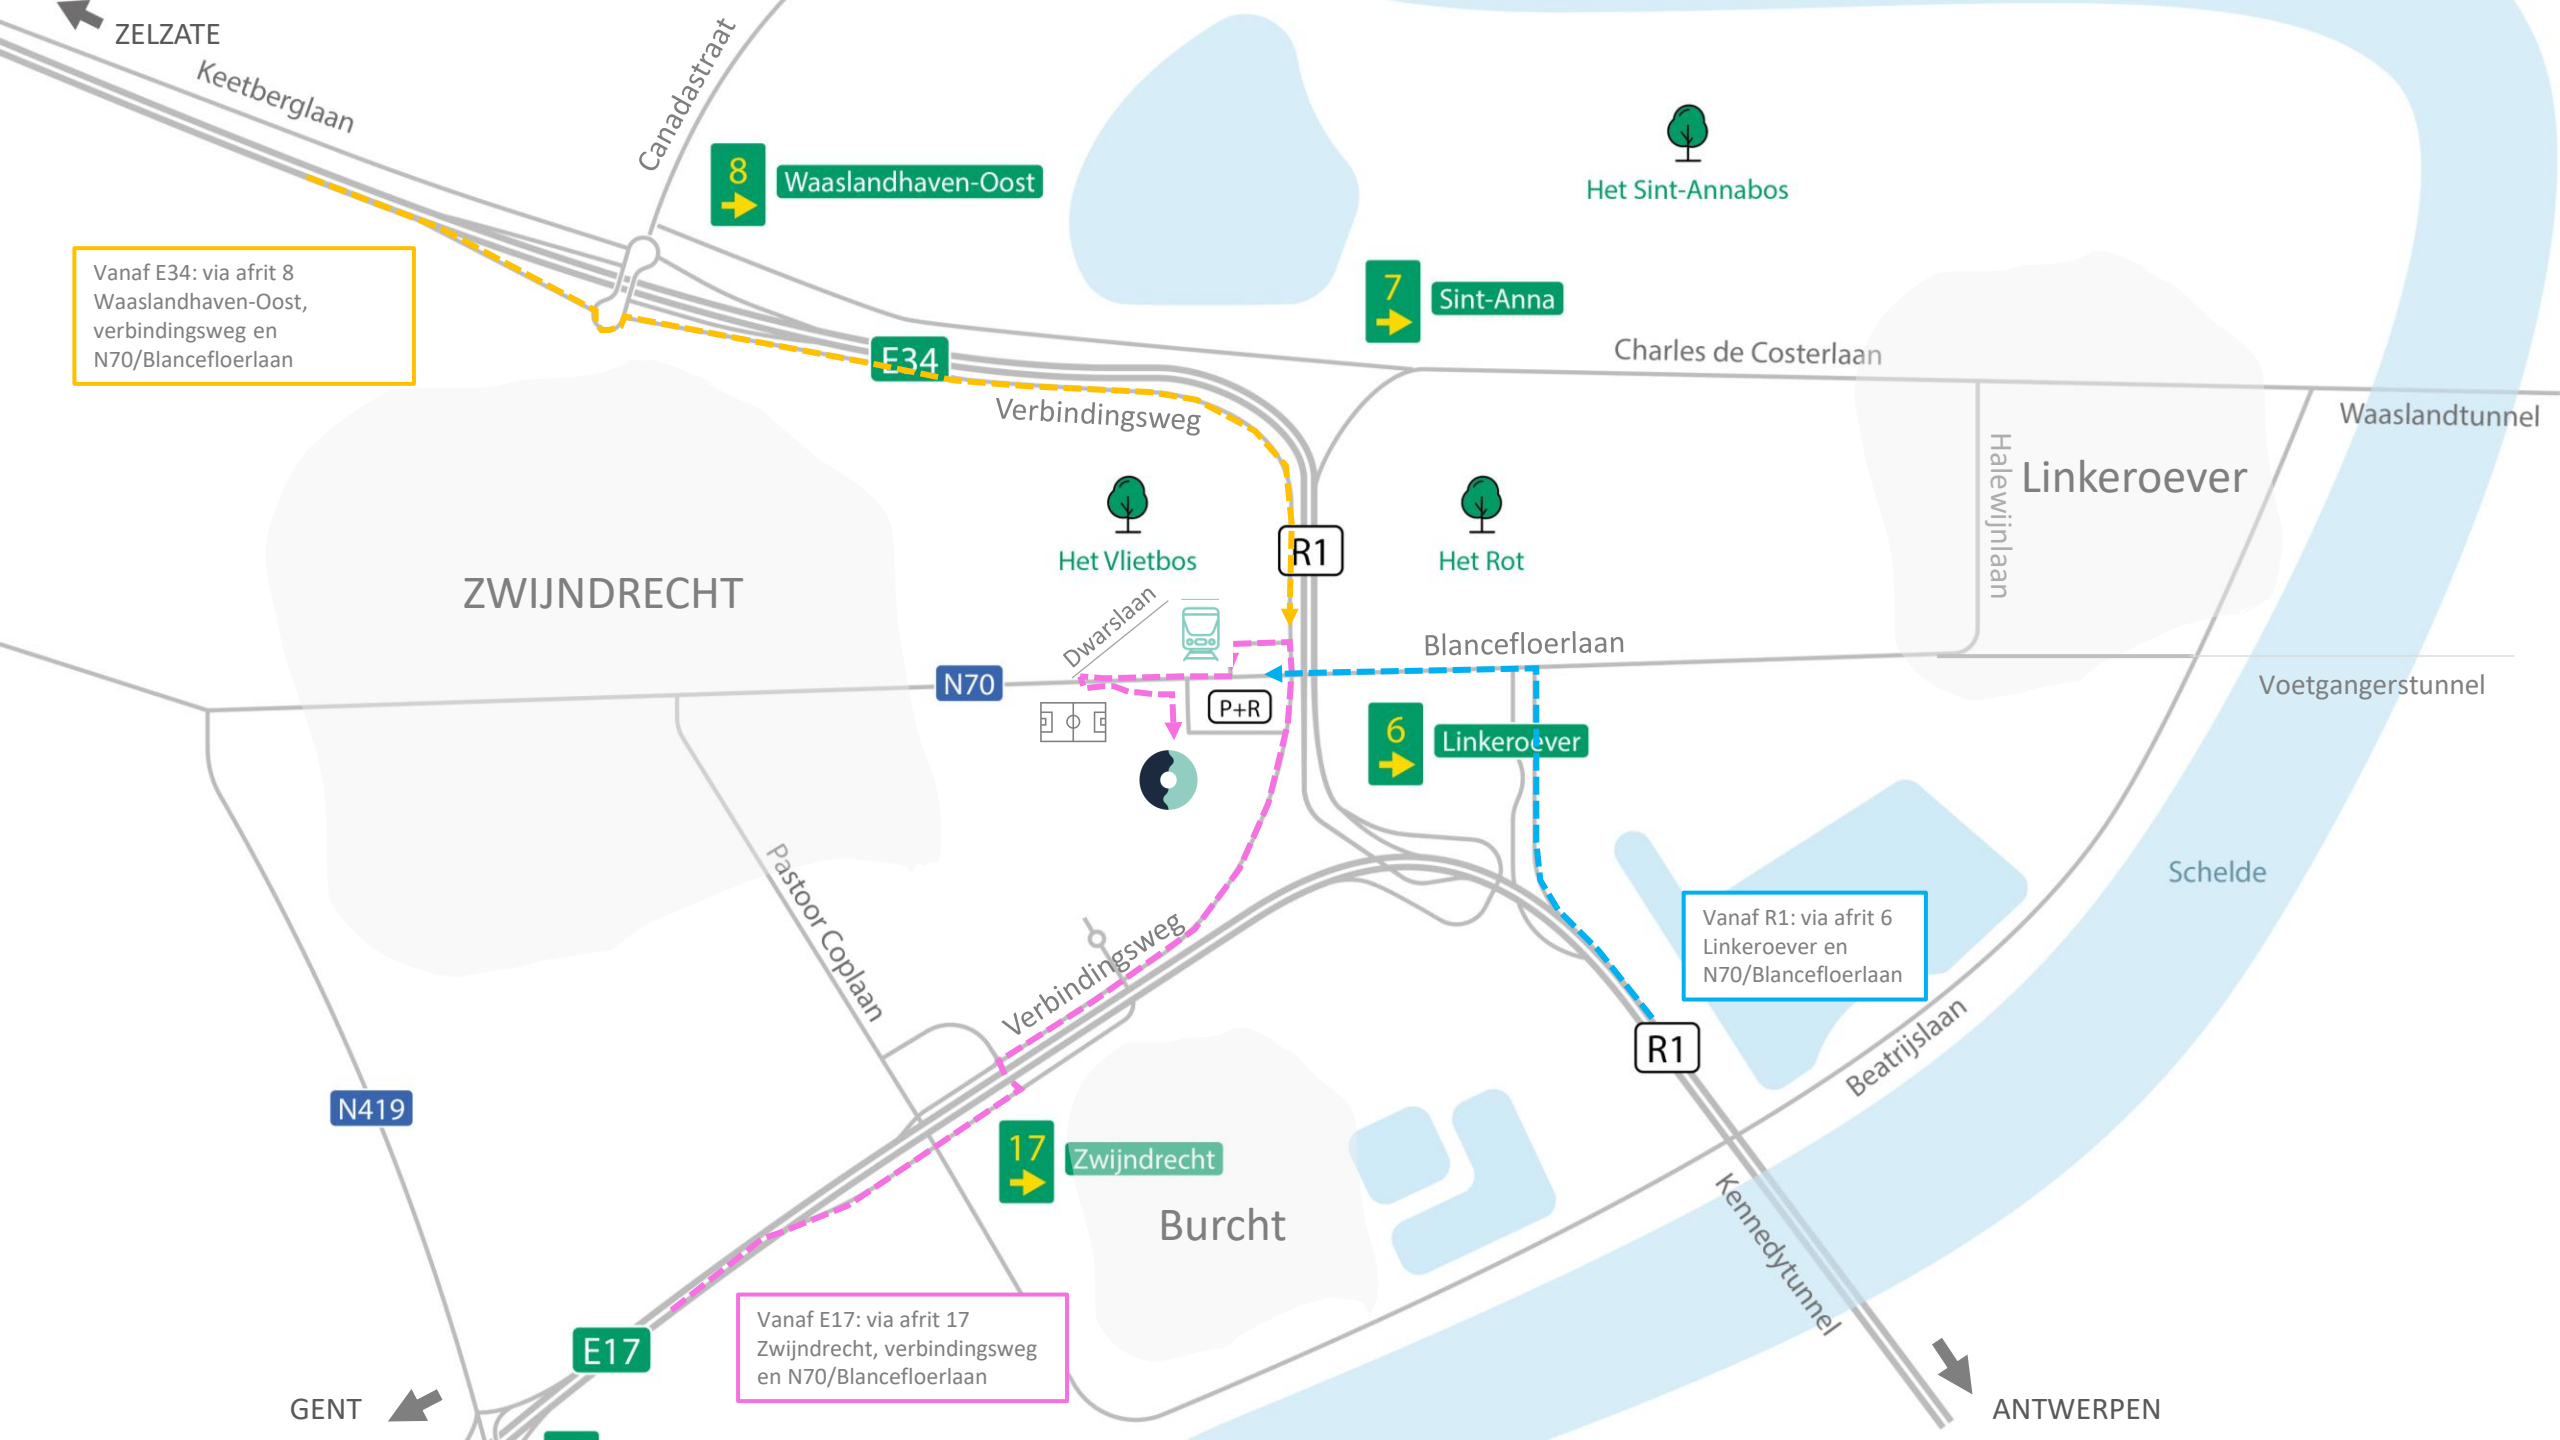 ZELZATE
Keetberglaan
Canadastraat
8
Waaslandhaven-Oost
Het Sint-Annabos
Vanaf E34: via afrit 8
Waaslandhaven-Oost,
verbindingsweg en
N70/Blancefloerlaan
7
Sint-Anna
E34
Charles de Costerlaan
Verbindingsweg
Waaslandtunnel
Halewijnlaan
Linkeroever
R1
Het Vlietbos
Het Rot
ZWIJNDRECHT
Dwarslaan
Blancefloerlaan
N70
P+R
Voetgangerstunnel
6
Linkeroever
Schelde
Pastoor Coplaan
Verbindingsweg
Vanaf R1: via afrit 6
Linkeroever en
N70/Blancefloerlaan
R1
Beatrijslaan
N419
17
Zwijndrecht
Burcht
Kennedytunnel
Vanaf E17: via afrit 17
Zwijndrecht, verbindingsweg
en N70/Blancefloerlaan
E17
GENT
ANTWERPEN